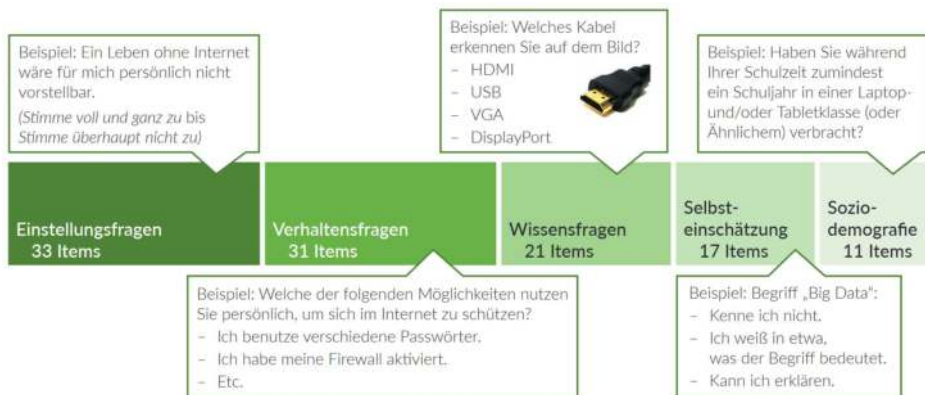 Beispiel: Ein Leben ohne Internet
wäre für mich persönlich nicht
vorstellbar.
(Stimme voll und ganz zu bis
Stimme überhaupt nicht zu)
Beispiel: Welches Kabel
erkennen Sie auf dem Bild?
– HDMI
– USB
– VGA
– DisplayPort
Beispiel: Haben Sie während
Ihrer Schulzeit zumindest
ein Schuljahr in einer Laptop-
und/oder Tabletklasse (oder
Ähnlichem) verbracht?
Einstellungsfragen
33 Items
Verhaltensfragen
31 Items
Wissensfragen
21 Items
Selbst-
einschätzung
17 Items
Sozio-
demografie
11 Items
Beispiel: Welche der folgenden Möglichkeiten nutzen
Sie persönlich, um sich im Internet zu schützen?
– Ich benutze verschiedene Passwörter.
– Ich habe meine Firewall aktiviert.
– Etc.
Beispiel: Begriff „Big Data“:
– Kenne ich nicht.
– Ich weiß in etwa,
was der Begriff bedeutet.
– Kann ich erklären.